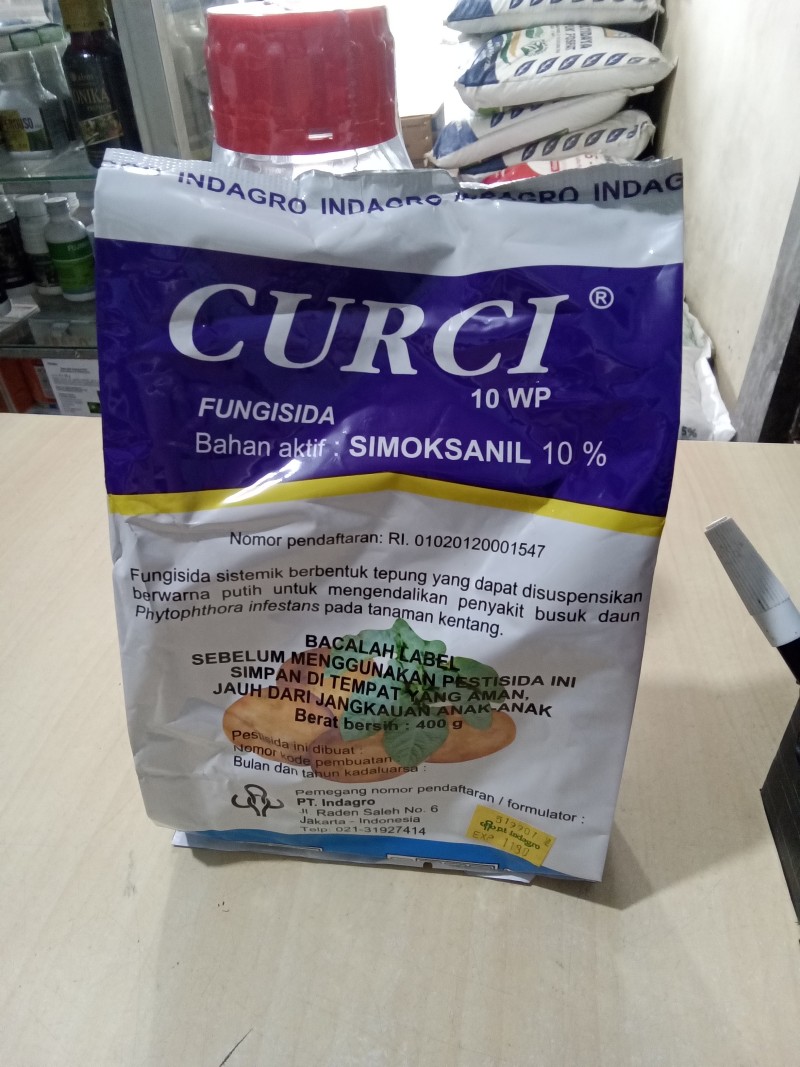 INDAGRO INDAGRO INDAGRO INDAG
CURCI ®
10 WP
FUNGISIDA
Bahan aktif : SIMOKSANIL 10 %
Nomor pendaftaran: RI. 01020120001547
Fungisida sistemik berbentuk tepung yang dapat disuspensikan
berwarna putih untuk mengendalikan penyakit busuk daun
Phytophthora infestans pada tanaman kentang.
BACALAH LABEL
SEBELUM MENGGUNAKAN PESTISIDA INI
SIMPAN DI TEMPAT YANG AMAN.
JAUH DARI JANGKAUAN ANAK-ANAK
Berat bersih : 400 g
Pestisida ini dibuat :
Nomor kode pembuatan
Bulan dan tahun kadaluarsa :
Pemegang nomor pendaftaran / formulator :
PT. Indagro
Jl. Raden Saleh No. 6
Jakarta - Indonesia
Telp: 021-31927414
pt indagro
EXP